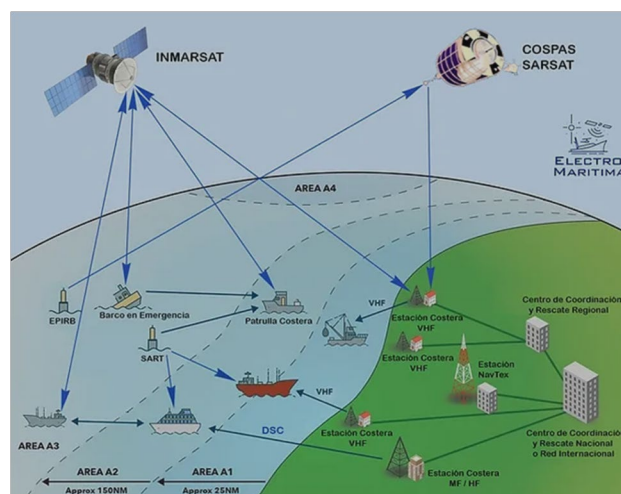 INMARSAT
COSPAS
SARSAT
ELECTRO
MARITIMA
AREA A4
EPIRB
Barco en Emergencia
Patrulla Costera
VHF
Estación Costera
VHF
Centro de Coordinación
y Rescate Regional
SART
Estación Costera
VHF
Estación
NavTex
VHF
AREA A3
DSC
Estación Costera
VHF
Centro de Coordinación
y Rescate Nacional
o Red Internacional
AREA A2
Approx 150NM
AREA A1
Approx 25NM
Estación Costera
MF / HF